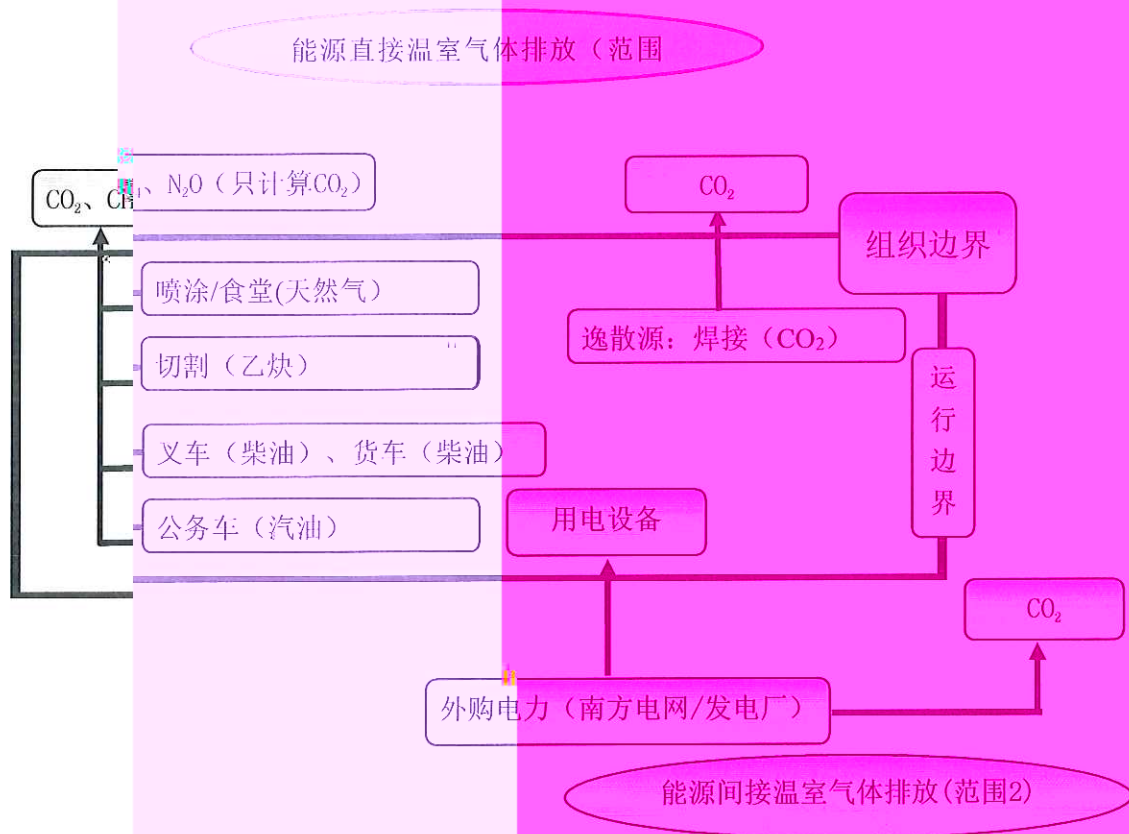 能源直接温室气体排放（范围
CO₂、CH₄、N₂O（只计算CO₂）
CO₂
组织边界
喷涂/食堂(天然气）
逸散源：焊接（CO₂）
切割（乙炔）
运行边界
叉车（柴油）、货车（柴油）
公务车（汽油）
用电设备
CO₂
外购电力（南方电网/发电厂）
能源间接温室气体排放(范围2)